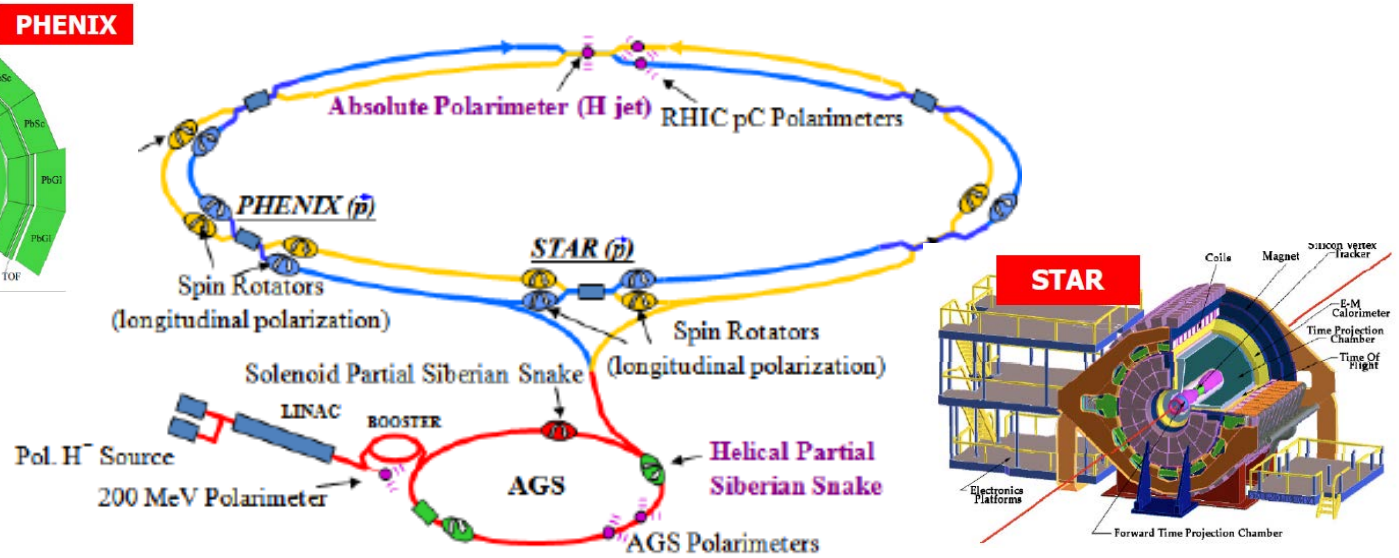 PHENIX
PbSc
PbGl
PbGl
TOF
Absolute Polarimeter (H jet)
RHIC pC Polarimeters
PHENIX (p)
STAR (p)
Spin Rotators
(longitudinal polarization)
Spin Rotators
(longitudinal polarization)
Solenoid Partial Siberian Snake
LINAC
BOOSTER
Pol. H⁻ Source
200 MeV Polarimeter
AGS
Helical Partial
Siberian Snake
AGS Polarimeters
STAR
Coils
Magnet
Silicon Vertex
Tracker
E-M
Calorimeter
Time Projection
Chamber
Time Of
Flight
Electronics
Platforms
Forward Time Projection Chamber